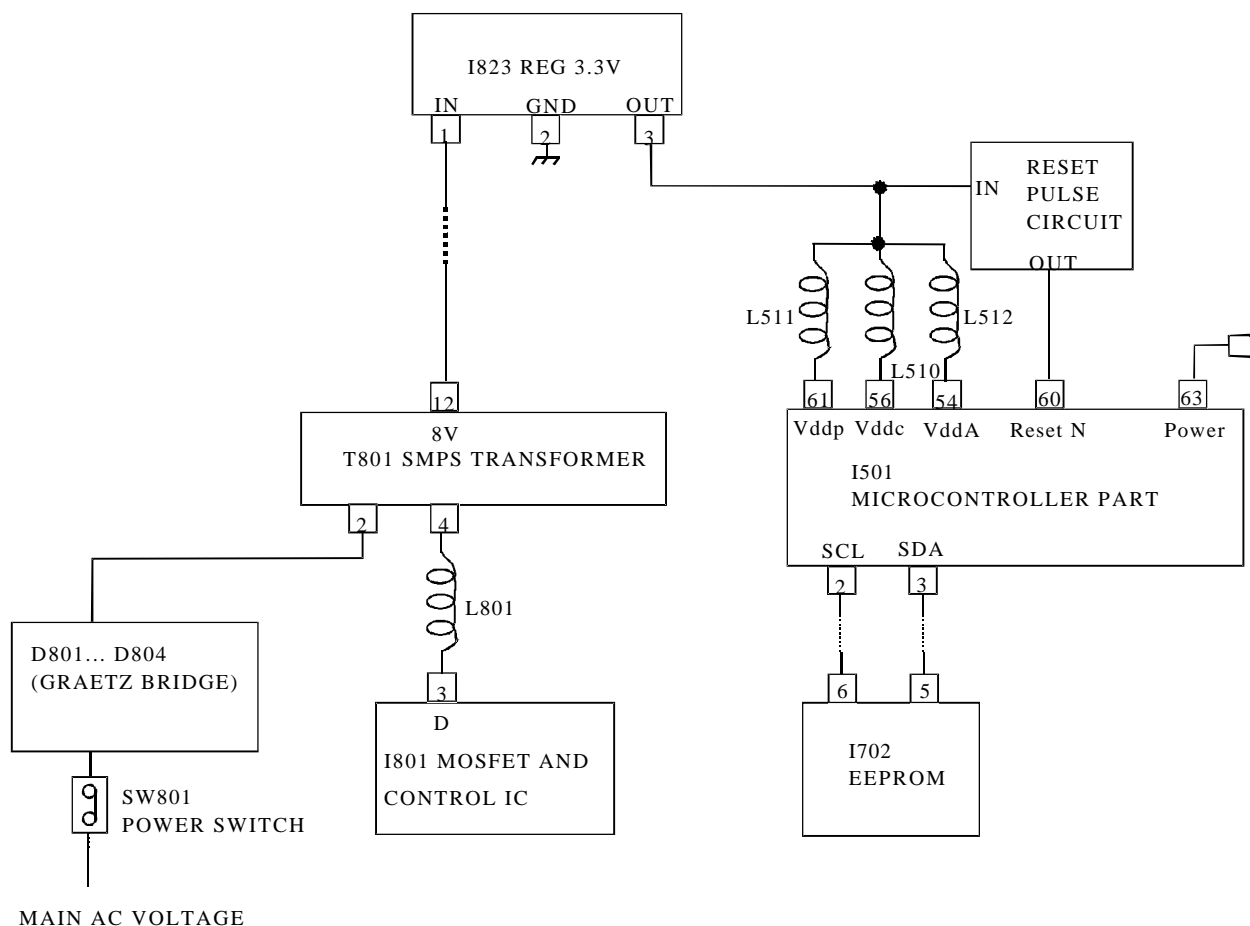 I823 REG 3.3V
IN GND OUT
1 2 3
RESET
PULSE
CIRCUIT
IN
OUT
L511 L512
L510
12
8V
T801 SMPS TRANSFORMER
2 4
61 56 54 60 63
Vddp Vddc VddA Reset N Power
I501
MICROCONTROLLER PART
SCL SDA
2 3
L801
D801... D804
(GRAETZ BRIDGE)
3
D
I801 MOSFET AND
CONTROL IC
6 5
I702
EEPROM
SW801
POWER SWITCH
MAIN AC VOLTAGE